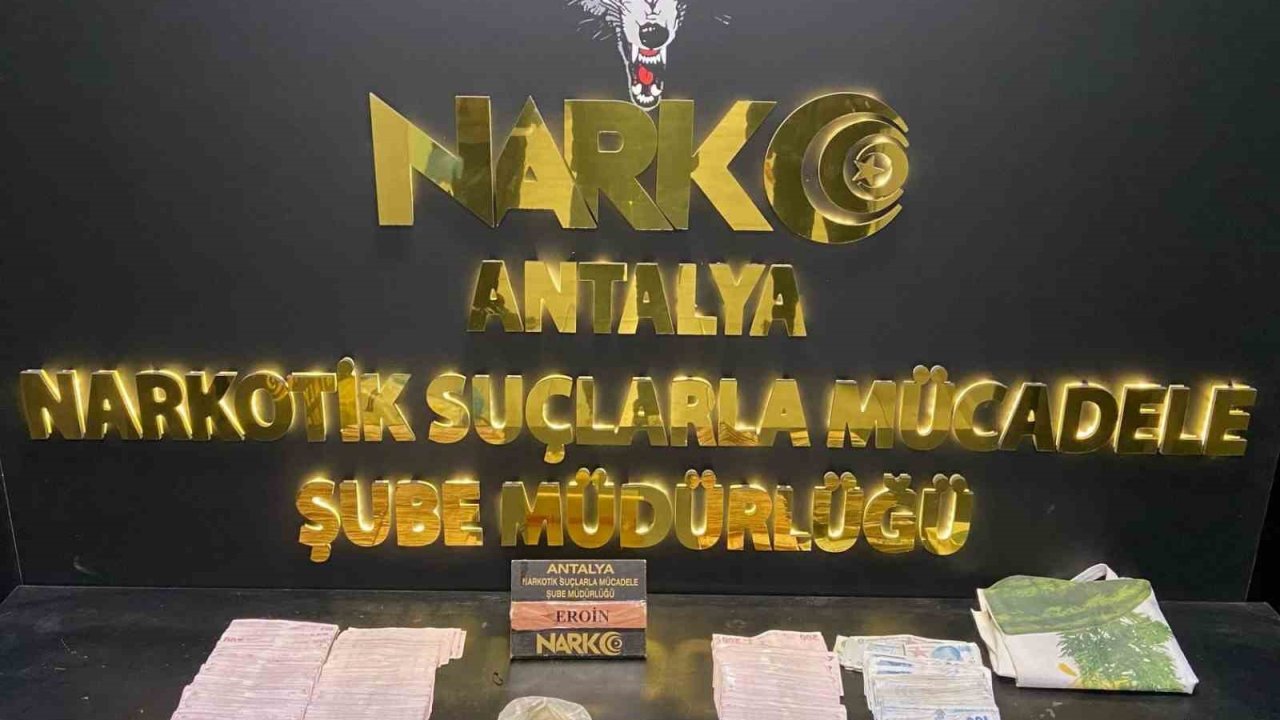 NARKO
ANTALYA
NARKOTİK SUÇLARLA MÜCADELE
ŞUBE MÜDÜRLÜĞÜ
ANTALYA
NARKOTİK SUÇLARLA MÜCADELE
ŞUBE MÜDÜRLÜĞÜ
EROİN
NARKO